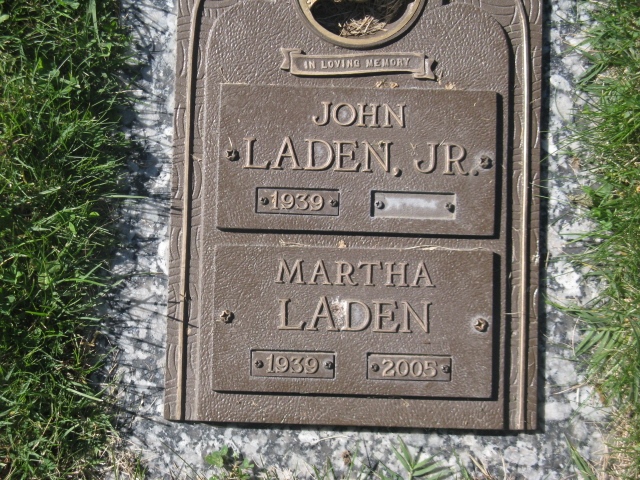 IN LOVING MEMORY
JOHN
LADEN, JR.
1939
MARTHA
LADEN
1939 2005